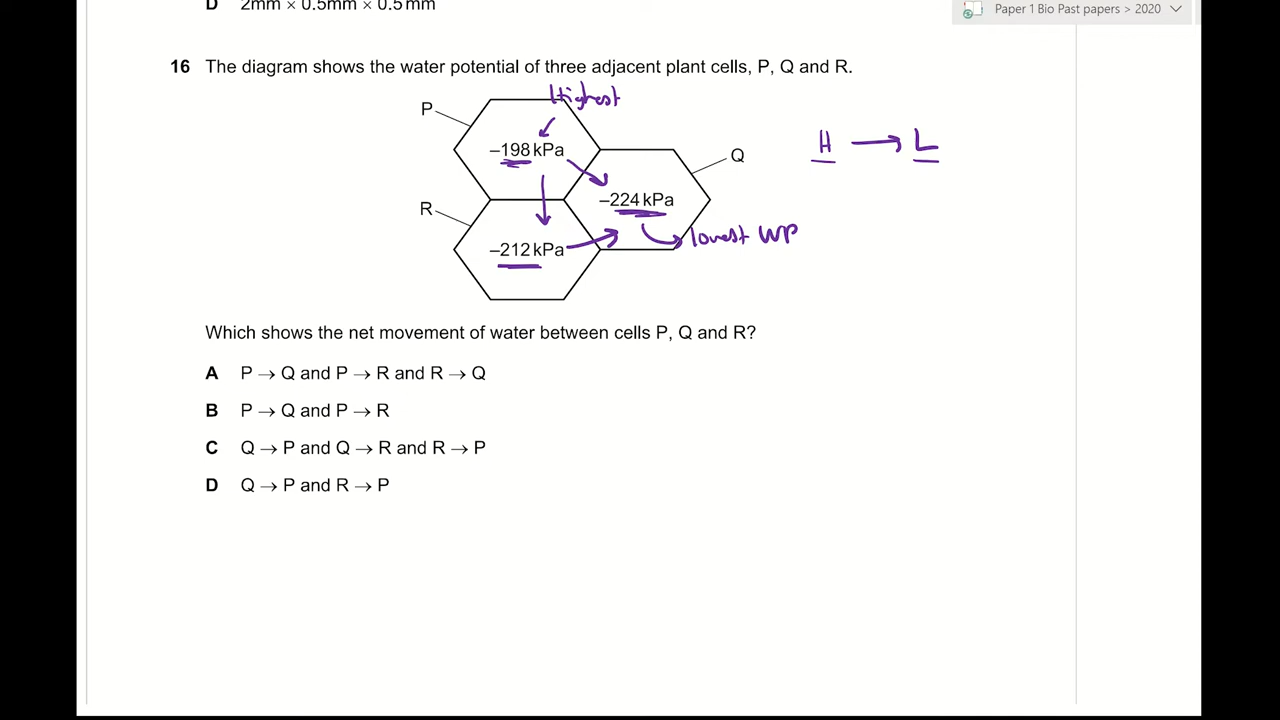 D 2mm × 0.5mm × 0.5mm
Paper 1 Bio Past papers > 2020
16 The diagram shows the water potential of three adjacent plant cells, P, Q and R.
Highest
P
–198 kPa
H → L
Q
–224 kPa
R
lowest WP
–212 kPa
Which shows the net movement of water between cells P, Q and R?
A P → Q and P → R and R → Q
B P → Q and P → R
C Q → P and Q → R and R → P
D Q → P and R → P